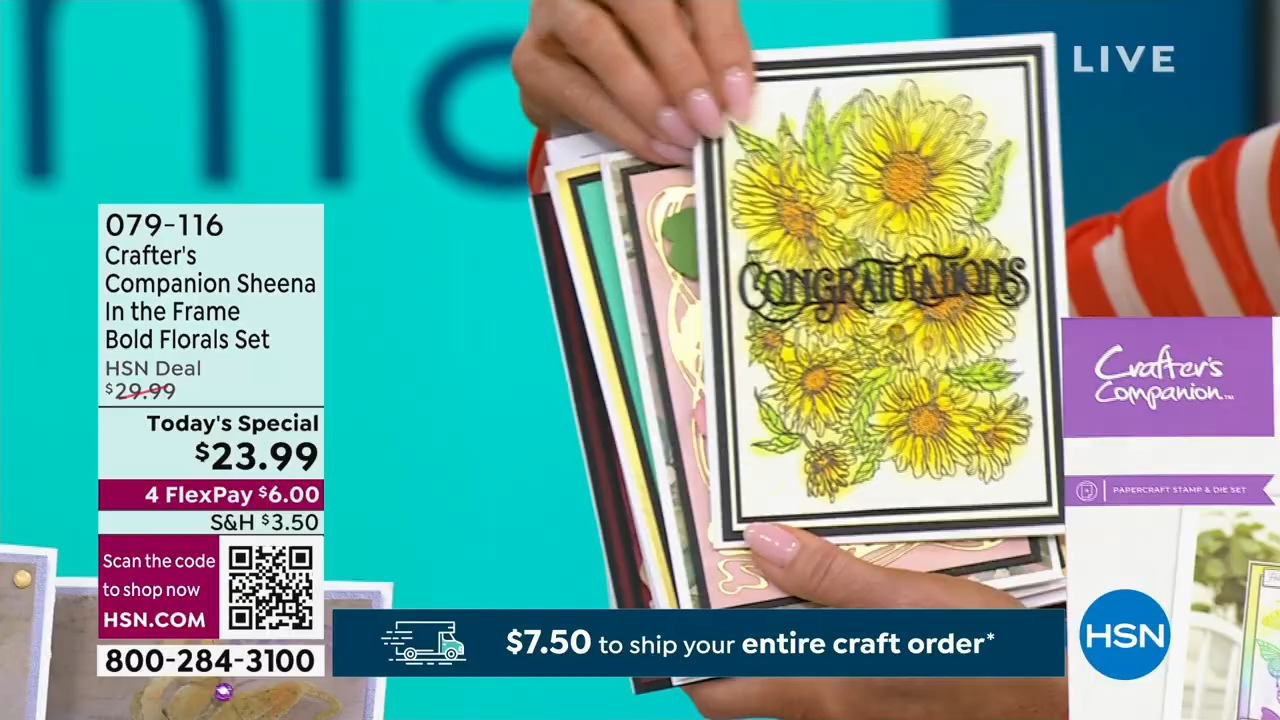 LIVE
079-116
Crafter's
Companion Sheena
In the Frame
Bold Florals Set
HSN Deal
$29.99
Today's Special
$23.99
4 FlexPay $6.00
S&H $3.50
Scan the code
to shop now
HSN.COM
800-284-3100
CONGRATULATIONS
Crafter's
Companion™
PAPERCRAFT STAMP & DIE SET
$7.50 to ship your entire craft order*
HSN